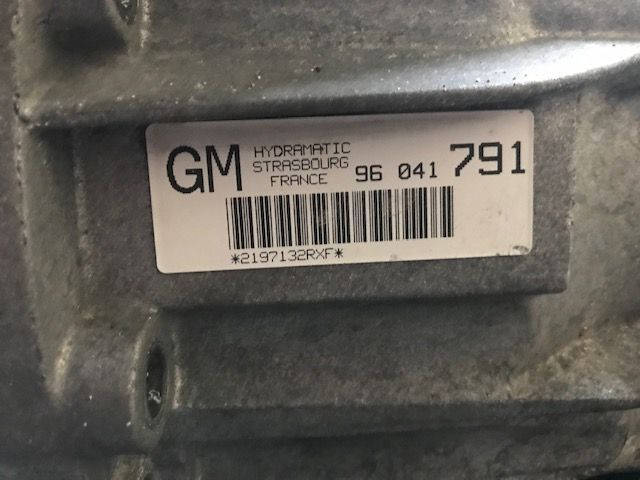 GM HYDRAMATIC
STRASBOURG
FRANCE 96 041 791
*2197132RXF*